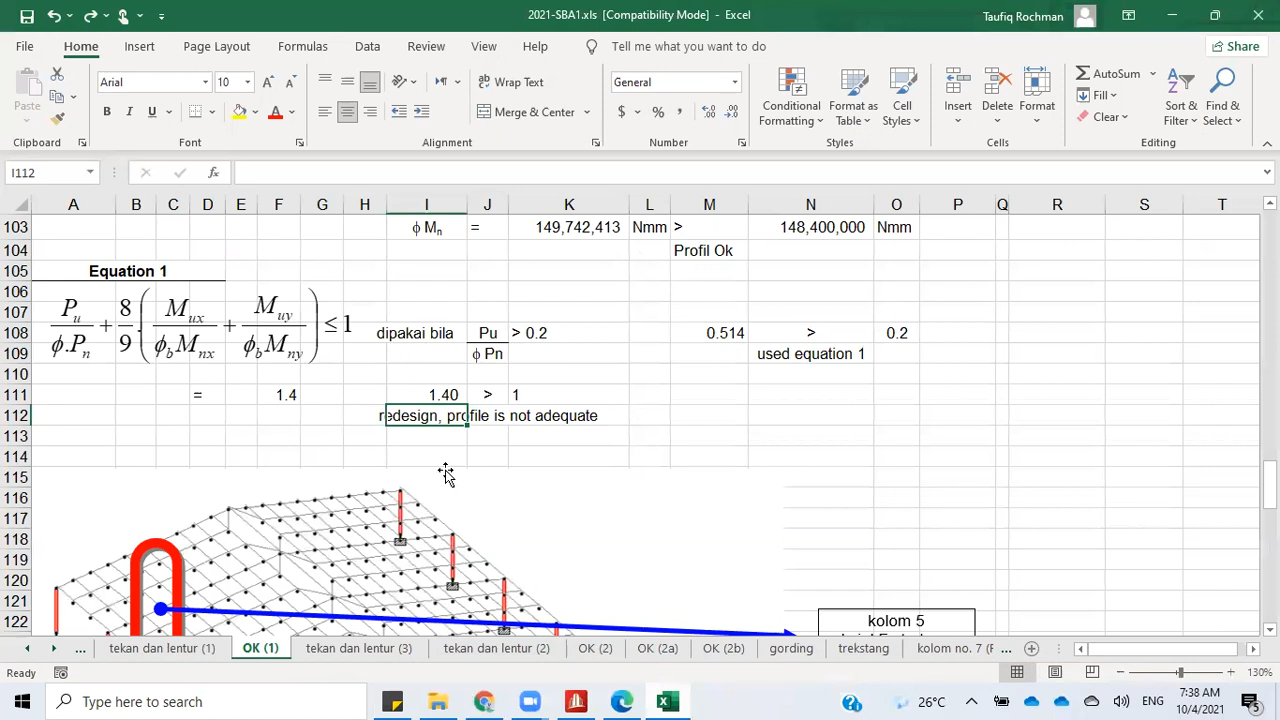 2021-SBA1.xls [Compatibility Mode] - Excel
Taufiq Rochman
File Home Insert Page Layout Formulas Data Review View Help Tell me what you want to do Share
Paste
Arial 10
B I U
Wrap Text
Merge & Center
General
$ % ,
Conditional Formatting
Format as Table
Cell Styles
Insert Delete Format
AutoSum
Fill
Clear
Sort & Filter
Find & Select
Clipboard Font Alignment Number Styles Cells Editing
I112 fx
A B C D E F G H I J K L M N O P Q R S T
103 ϕ Mn = 149,742,413 Nmm > 148,400,000 Nmm
104 Profil Ok
105 Equation 1
106
107
108 dipakai bila Pu > 0.2 0.514 > 0.2
109 ϕ Pn used equation 1
Pu/ϕ.Pn + 8/9.(Mux/ϕbMnx + Muy/ϕbMny) ≤ 1
110
111 = 1.4 1.40 > 1
112 redesign, profile is not adequate
113
114
115
116
117
118
119
120
121
122 kolom 5
... tekan dan lentur (1) OK (1) tekan dan lentur (3) tekan dan lentur (2) OK (2) OK (2a) OK (2b) gording trekstang kolom no. 7 (F ...
Ready 130%
Type here to search 26°C ENG 7:38 AM
10/4/2021 5